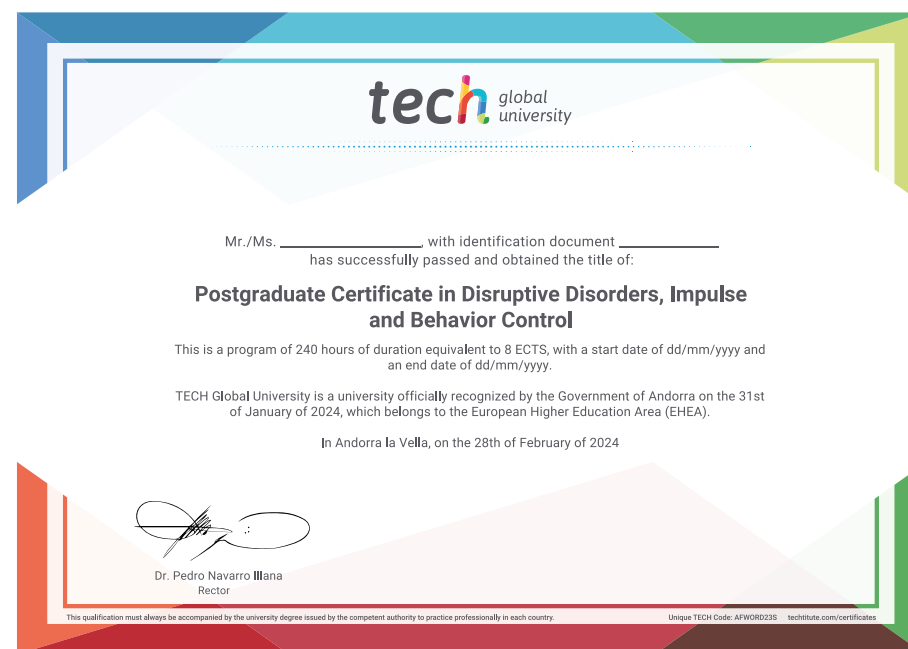 tech global
university
Mr./Ms. ____________________, with identification document ______________
has successfully passed and obtained the title of:
Postgraduate Certificate in Disruptive Disorders, Impulse
and Behavior Control
This is a program of 240 hours of duration equivalent to 8 ECTS, with a start date of dd/mm/yyyy and
an end date of dd/mm/yyyy.
TECH Global University is a university officially recognized by the Government of Andorra on the 31st
of January of 2024, which belongs to the European Higher Education Area (EHEA).
In Andorra la Vella, on the 28th of February of 2024
Dr. Pedro Navarro Illana
Rector
This qualification must always be accompanied by the university degree issued by the competent authority to practice professionally in each country. Unique TECH Code: AFWORD23S techtitute.com/certificates